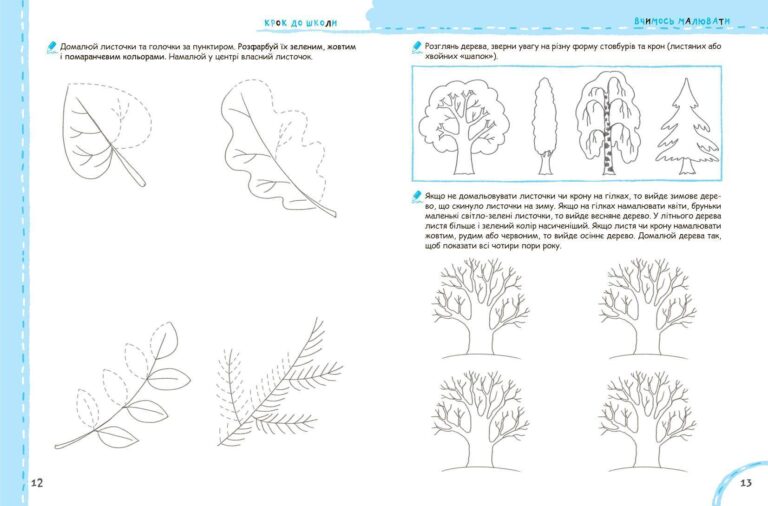 КРОК ДО ШКОЛИ
Домалюй листочки та голочки за пунктиром. Розфарбуй їх зеленим, жовтим
і помаранчевим кольорами. Намалюй у центрі власний листочок.
12
ВЧИМОСЬ МАЛЮВАТИ
Розглянь дерева, зверни увагу на різну форму стовбурів та крон (листяних або
хвойних «шапок»).
Якщо не домальовувати листочки чи крону на гілках, то вийде зимове дере-
во, що скинуло листочки на зиму. Якщо на гілках намалювати квіти, бруньки
маленькі світло-зелені листочки, то вийде весняне дерево. У літнього дерева
листя більше і зелений колір насиченіший. Якщо листя чи крону намалювати
жовтим, рудим або червоним, то вийде осіннє дерево. Домалюй дерева так,
щоб показати всі чотири пори року.
13